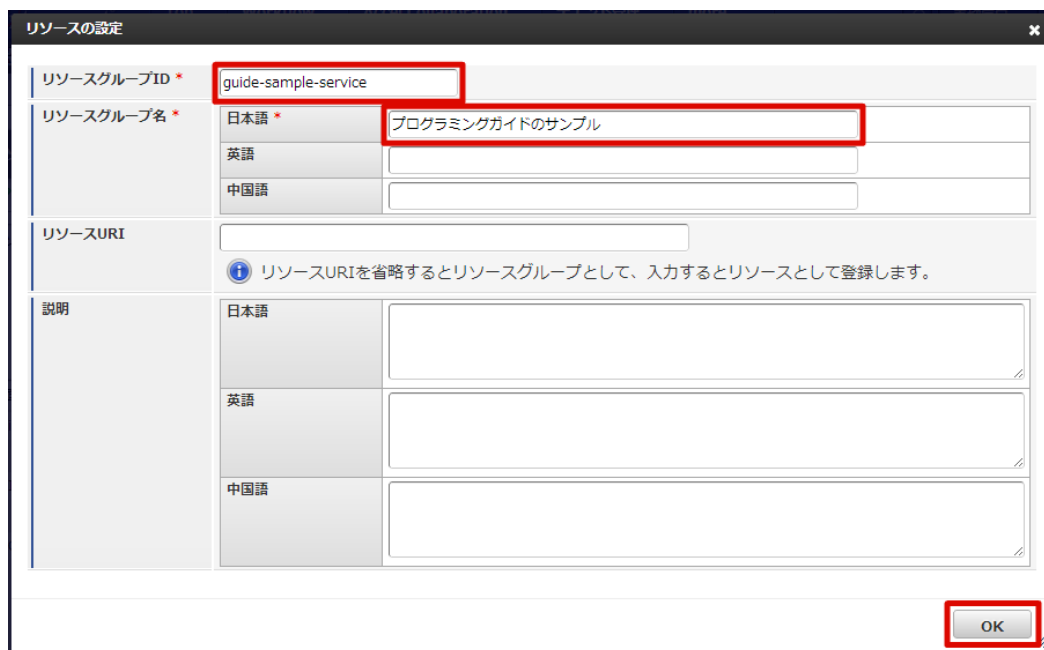 リソースの設定
リソースグループID *
guide-sample-service
リソースグループ名 *
日本語 *
プログラミングガイドのサンプル
英語
中国語
リソースURI
リソースURIを省略するとリソースグループとして、入力するとリソースとして登録します。
説明
日本語
英語
中国語
OK